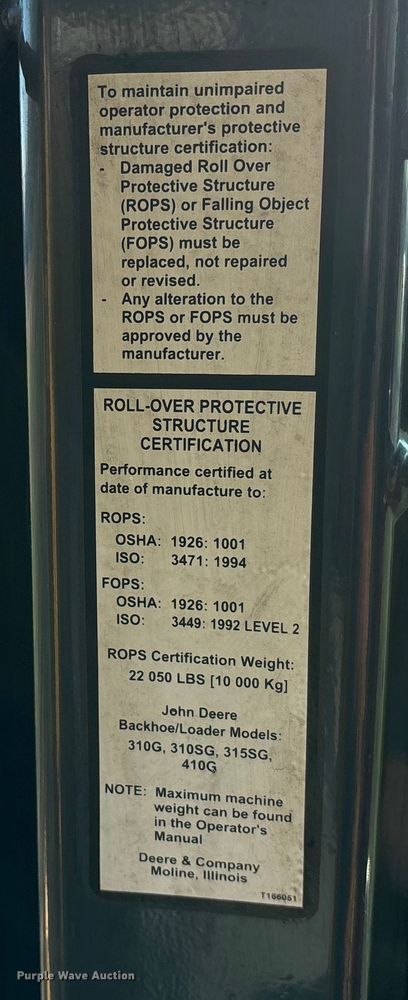 To maintain unimpaired
operator protection and
manufacturer's protective
structure certification:
- Damaged Roll Over
Protective Structure
(ROPS) or Falling Object
Protective Structure
(FOPS) must be
replaced, not repaired
or revised.
- Any alteration to the
ROPS or FOPS must be
approved by the
manufacturer.
ROLL-OVER PROTECTIVE
STRUCTURE
CERTIFICATION
Performance certified at
date of manufacture to:
ROPS:
OSHA: 1926: 1001
ISO: 3471: 1994
FOPS:
OSHA: 1926: 1001
ISO: 3449: 1992 LEVEL 2
ROPS Certification Weight:
22 050 LBS [10 000 Kg]
John Deere
Backhoe/Loader Models:
310G, 310SG, 315SG,
410G
NOTE: Maximum machine
weight can be found
in the Operator's
Manual
Deere & Company
Moline, Illinois
T166051
Purple Wave Auction